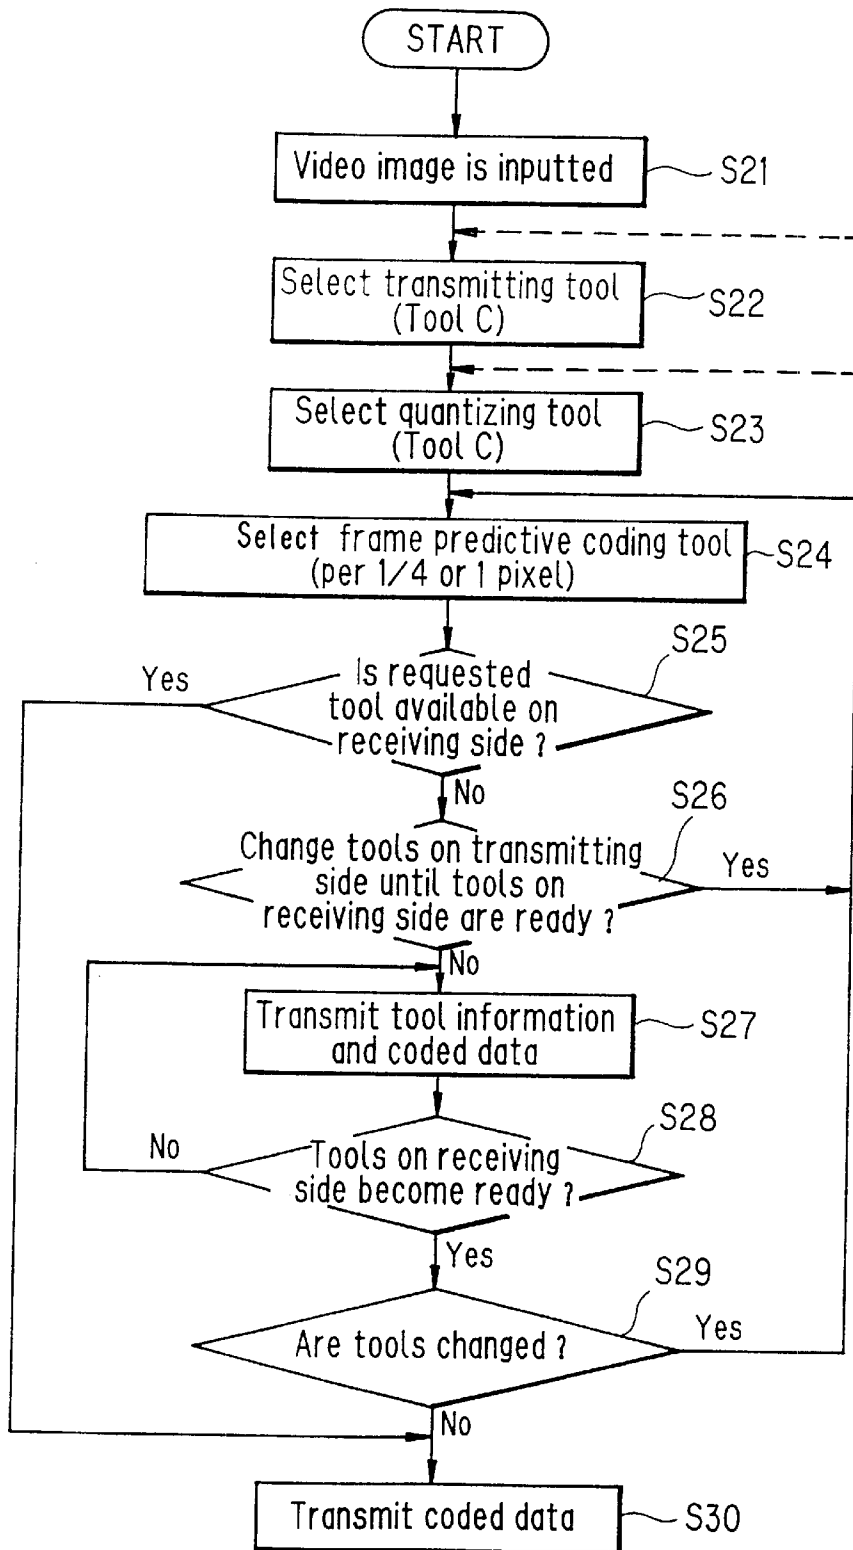 START
Video image is inputted
S21
Select transmitting tool
(Tool C)
S22
Select quantizing tool
(Tool C)
S23
Select frame predictive coding tool
(per 1/4 or 1 pixel)
S24
S25
Yes
Is requested
tool available on
receiving side ?
No
S26
Change tools on transmitting
side until tools on
receiving side are ready ?
Yes
No
Transmit tool information
and coded data
S27
S28
No
Tools on receiving
side become ready ?
Yes
S29
Are tools changed ?
Yes
No
Transmit coded data
S30